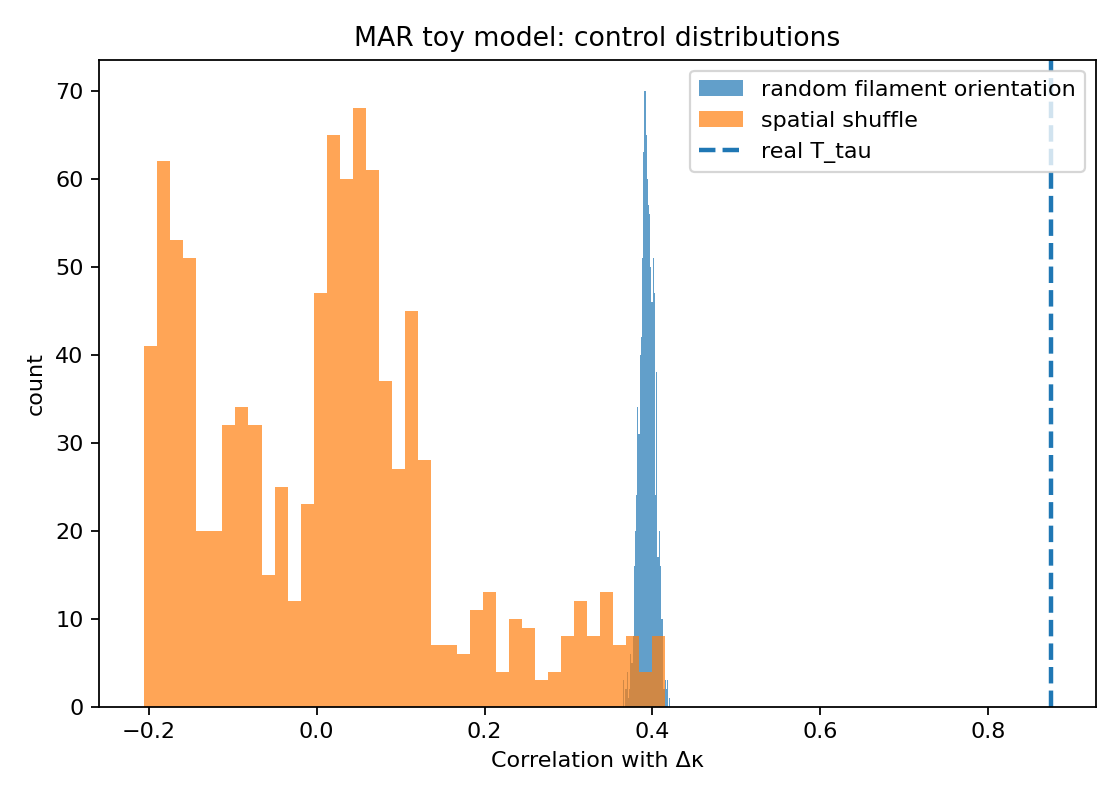 MAR toy model: control distributions
random filament orientation
spatial shuffle
real T_tau
count
70
60
50
40
30
20
10
0
−0.2
0.0
0.2
0.4
0.6
0.8
Correlation with Δκ